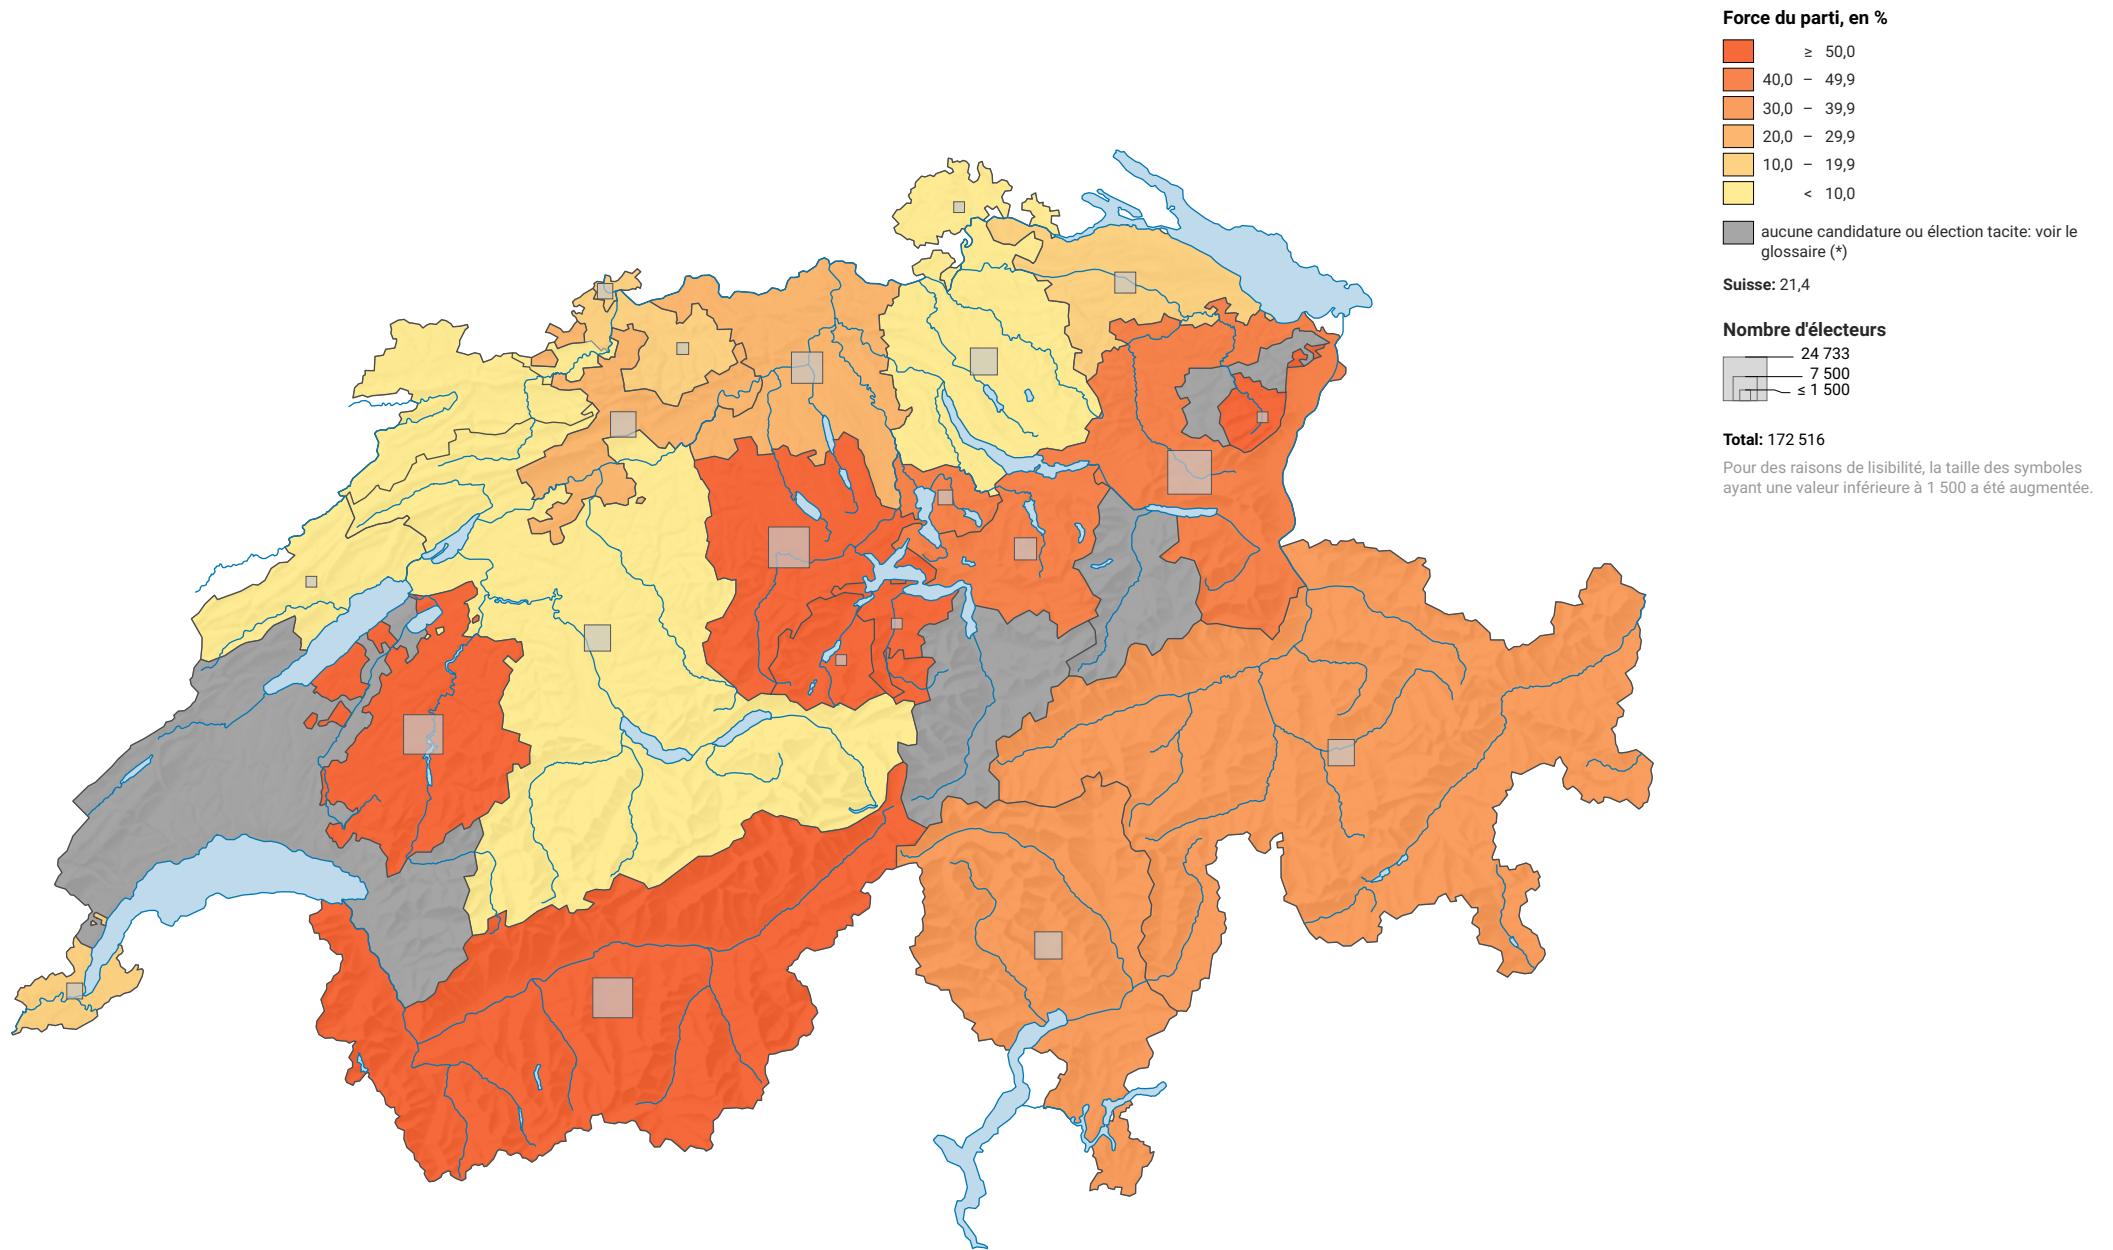 Force du parti, en %
≥ 50,0
40,0 – 49,9
30,0 – 39,9
20,0 – 29,9
10,0 – 19,9
< 10,0
aucune candidature ou élection tacite: voir le
glossaire (*)
Suisse: 21,4
Nombre d'électeurs
24 733
7 500
≤ 1 500
Total: 172 516
Pour des raisons de lisibilité, la taille des symboles
ayant une valeur inférieure à 1 500 a été augmentée.